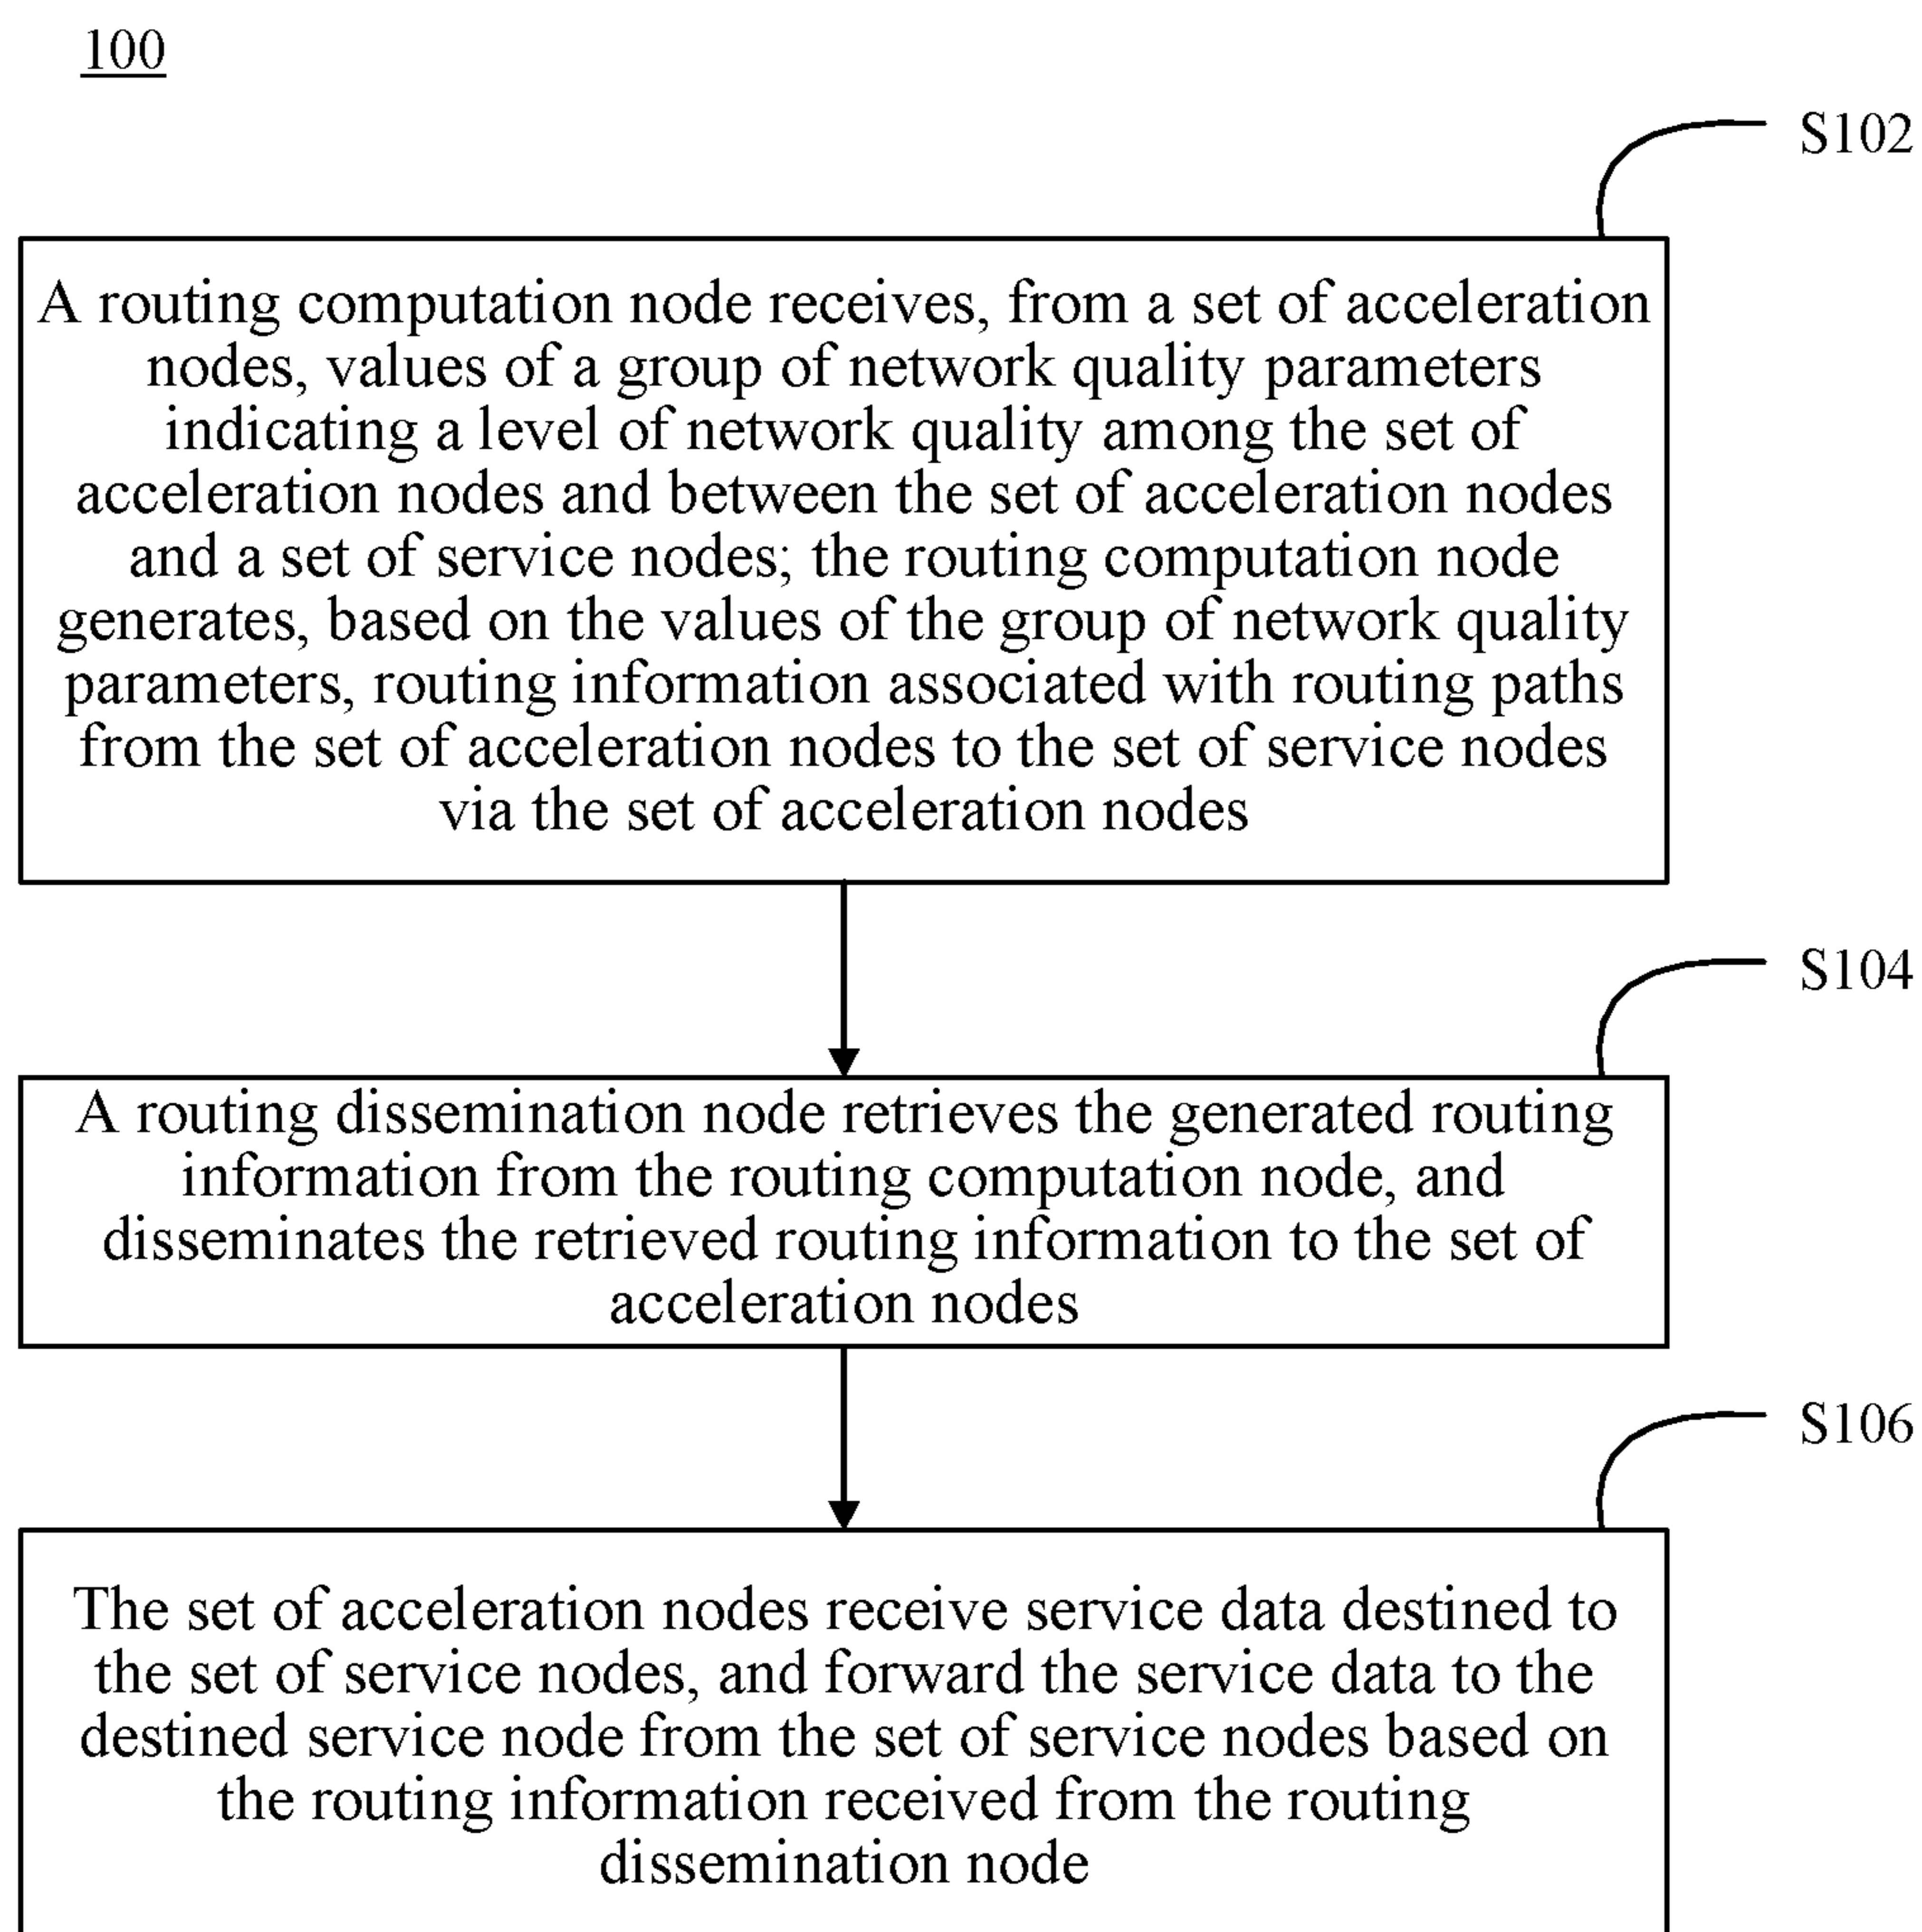 100
S102
A routing computation node receives, from a set of acceleration
nodes, values of a group of network quality parameters
indicating a level of network quality among the set of
acceleration nodes and between the set of acceleration nodes
and a set of service nodes; the routing computation node
generates, based on the values of the group of network quality
parameters, routing information associated with routing paths
from the set of acceleration nodes to the set of service nodes
via the set of acceleration nodes
S104
A routing dissemination node retrieves the generated routing
information from the routing computation node, and
disseminates the retrieved routing information to the set of
acceleration nodes
S106
The set of acceleration nodes receive service data destined to
the set of service nodes, and forward the service data to the
destined service node from the set of service nodes based on
the routing information received from the routing
dissemination node